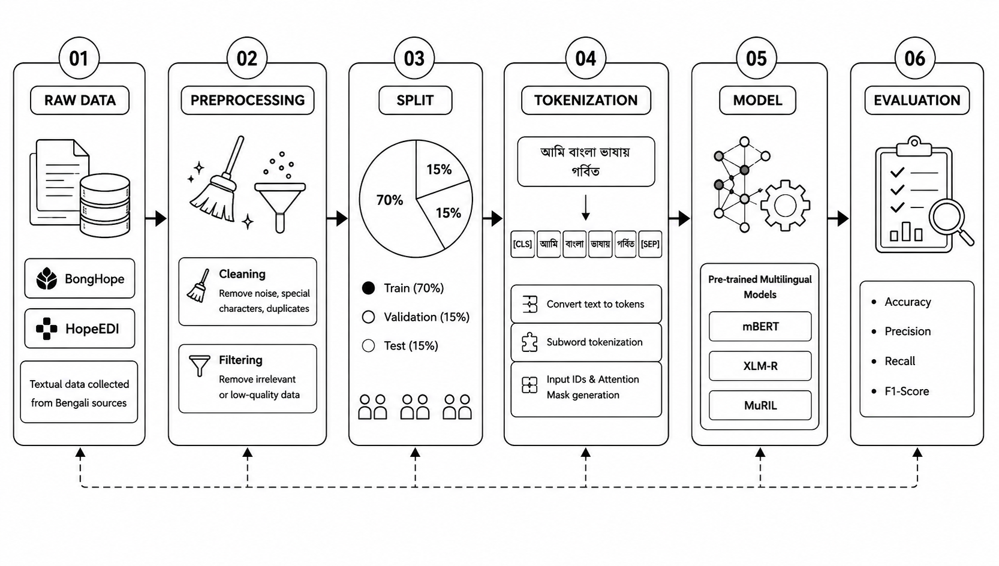 01
RAW DATA
BongHope
HopeEDI
Textual data collected
from Bengali sources
02
PREPROCESSING
Cleaning
Remove noise, special
characters, duplicates
Filtering
Remove irrelevant
or low-quality data
03
SPLIT
15%
70%
15%
Train (70%)
Validation (15%)
Test (15%)
04
TOKENIZATION
আমি বাংলা ভাষায়
গর্বিত
[CLS] আামি বাংলা ভাষায় গর্বিত [SEP]
Convert text to tokens
Subword tokenization
Input IDs & Attention
Mask generation
05
MODEL
Pre-trained Multilingual
Models
mBERT
XLM-R
MuRIL
06
EVALUATION
• Accuracy
• Precision
• Recall
• F1-Score